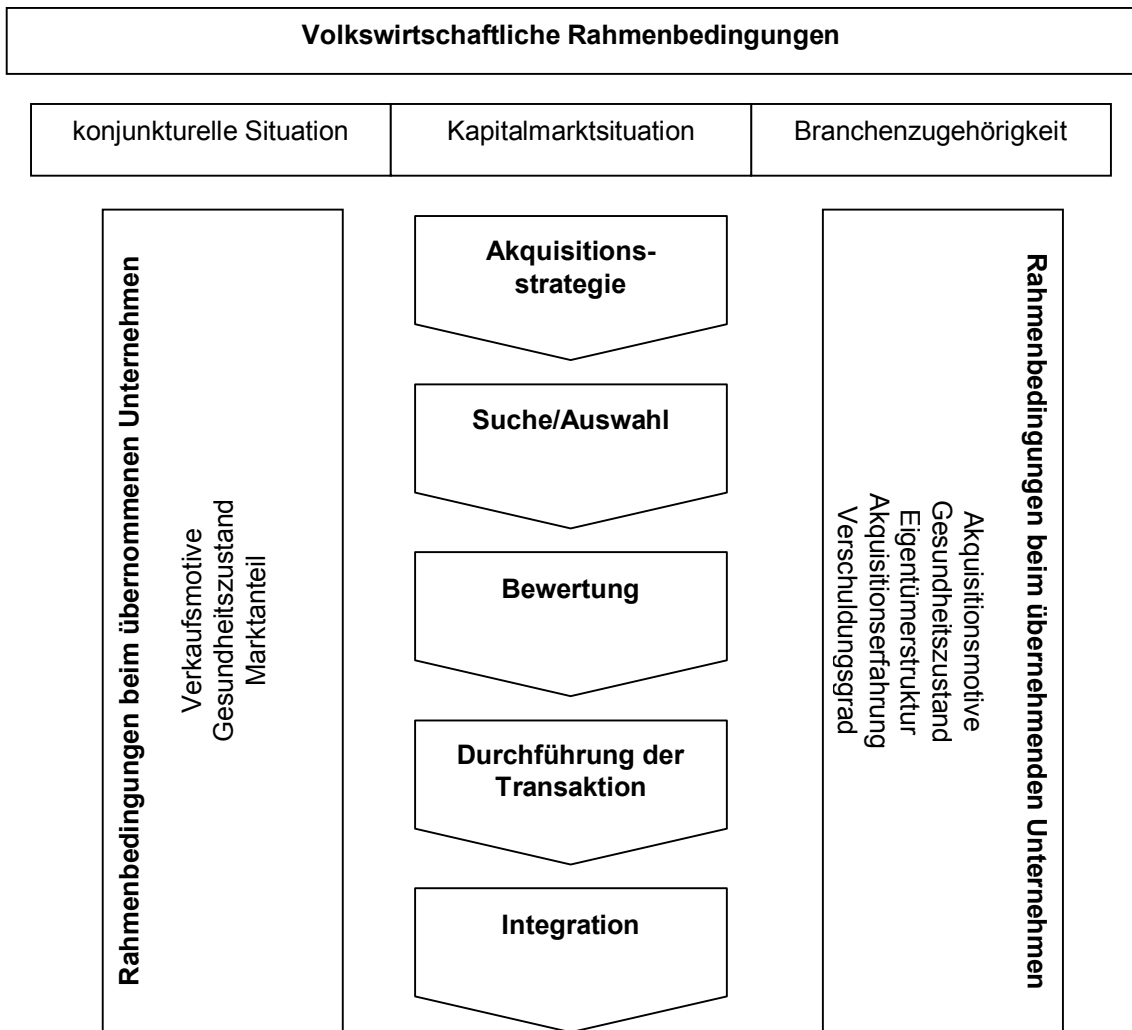 Volkswirtschaftliche Rahmenbedingungen
konjunkturelle Situation
Kapitalmarktsituation
Branchenzugehörigkeit
Rahmenbedingungen beim übernommenen Unternehmen
Verkaufsmotive
Gesundheitszustand
Marktanteil
Akquisitions-
strategie
Suche/Auswahl
Bewertung
Durchführung der
Transaktion
Integration
Rahmenbedingungen beim übernehmenden Unternehmen
Akquisitionsmotive
Gesundheitszustand
Eigentümerstruktur
Akquisitionserfahrung
Verschuldungsgrad